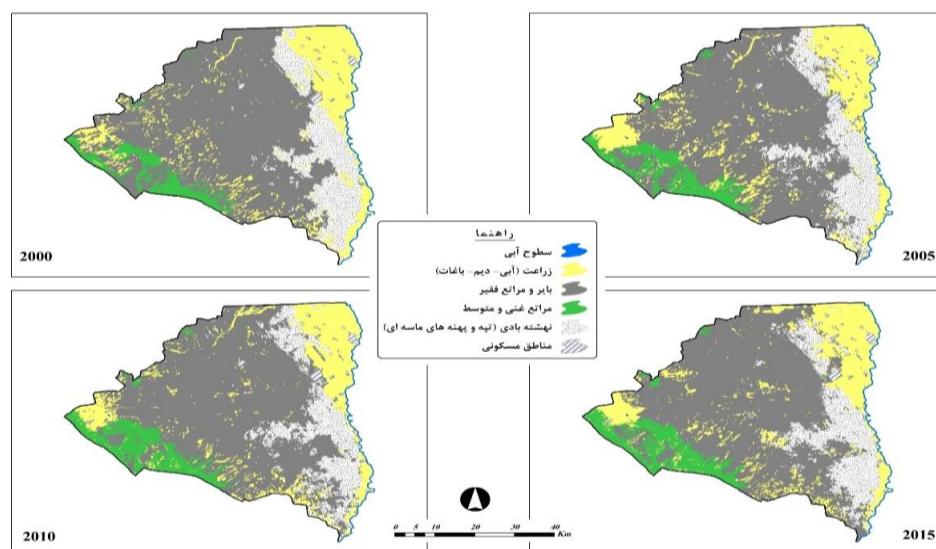 2000
2005
راهنما
سطوح آبی
زراعت (آبی- دیم- باغات)
بایر و مراتع فقیر
مراتع غنی و متوسط
نهشته بادی (تپه و پهنه های ماسه ای)
مناطق مسکونی
2010
0 5 10 20 30 40
Km
2015